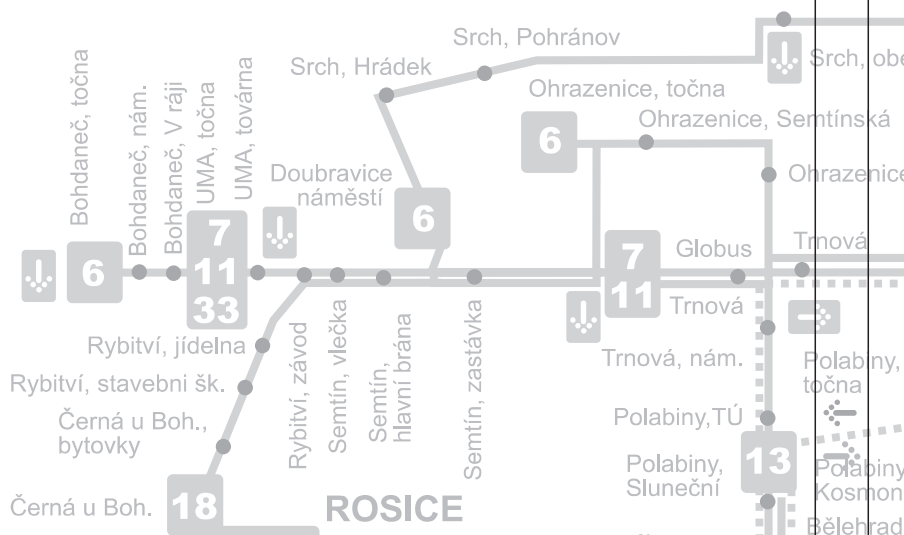 Srch, Pohránov
Srch, Hrádek
Srch, obe
Ohrazenice, točna
Ohrazenice, Semtínská
6
Bohdaneč, točna
Bohdaneč, nám.
Bohdaneč, V ráji
UMA, točna
UMA, továrna
Doubravice
náměstí
6
Ohrazenice
6
7
11
33
7
11
Globus
Trnová
Trnová
Rybitví, jídelna
Rybitví, závod
Semtín, vlečka
Semtín,
hlavní brána
Semtín, zastávka
Trnová, nám.
Polabiny,
točna
Rybitví, stavebni šk.
Černá u Boh.,
bytovky
Polabiny,TÚ
13
Polabiny,
Sluneční
Polabiny
Kosmon
Černá u Boh.
18
ROSICE
Bělehrad